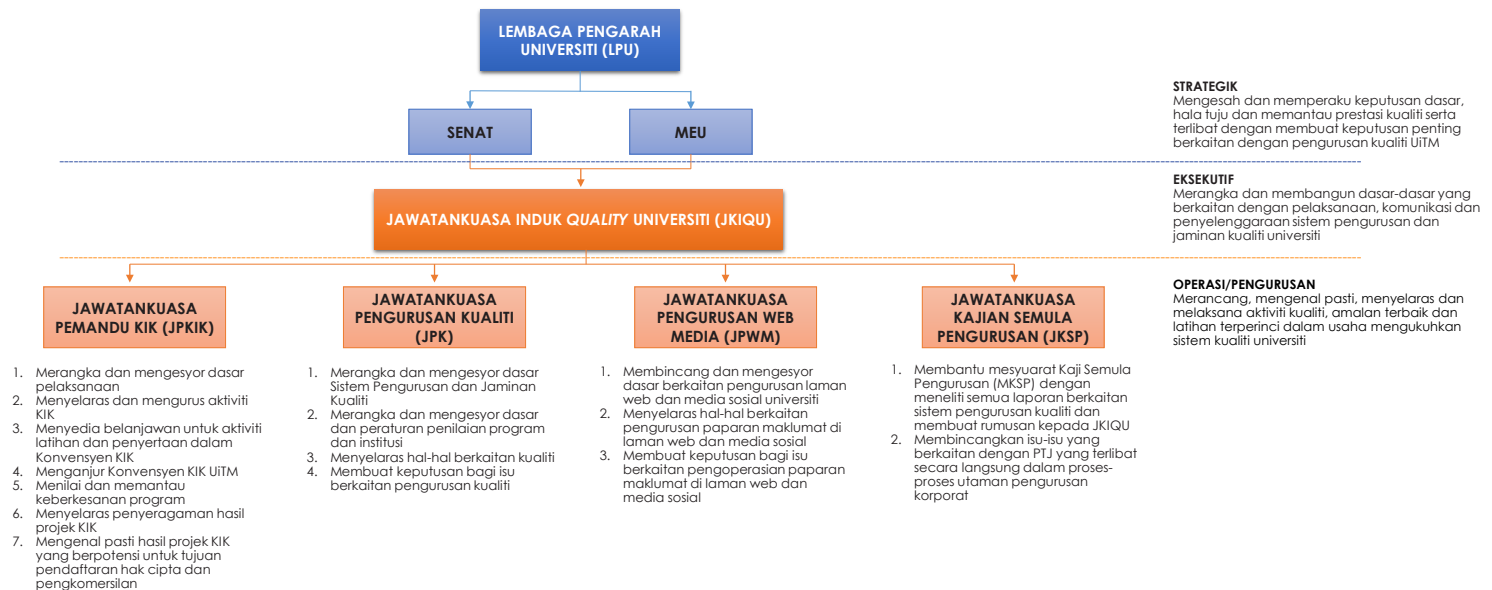 LEMBAGA PENGARAH
UNIVERSITI (LPU)
SENAT
MEU
STRATEGIK
Mengesah dan memperaku keputusan dasar,
hala tuju dan memantau prestasi kualiti serta
terlibat dengan membuat keputusan penting
berkaitan dengan pengurusan kualiti UiTM
JAWATANKUASA INDUK QUALITY UNIVERSITI (JKIQU)
EKSEKUTIF
Merangka dan membangun dasar-dasar yang
berkaitan dengan pelaksanaan, komunikasi dan
penyelenggaraan sistem pengurusan dan
jaminan kualiti universiti
OPERASI/PENGURUSAN
Merancang, mengenal pasti, menyelaras dan
melaksana aktiviti kualiti, amalan terbaik dan
latihan terperinci dalam usaha mengukuhkan
sistem kualiti universiti
JAWATANKUASA
PEMANDU KIK (JPKIK)
1. Merangka dan mengesyor dasar
pelaksanaan
2. Menyelaras dan mengurus aktiviti
KIK
3. Menyedia belanjawan untuk aktiviti
latihan dan penyertaan dalam
Konvensyen KIK
4. Menganjur Konvensyen KIK UiTM
5. Menilai dan memantau
keberkesanan program
6. Menyelaras penyeragaman hasil
projek KIK
7. Mengenal pasti hasil projek KIK
yang berpotensi untuk tujuan
pendaftaran hak cipta dan
pengkomersilan
JAWATANKUASA
PENGURUSAN KUALITI
(JPK)
1. Merangka dan mengesyor dasar
Sistem Pengurusan dan Jaminan
Kualiti
2. Merangka dan mengesyor dasar
dan peraturan penilaian program
dan institusi
3. Menyelaras hal-hal berkaitan kualiti
4. Membuat keputusan bagi isu
berkaitan pengurusan kualiti
JAWATANKUASA
PENGURUSAN WEB
MEDIA (JPWM)
1. Membincang dan mengesyor
dasar berkaitan pengurusan laman
web dan media sosial universiti
2. Menyelaras hal-hal berkaitan
pengurusan paparan maklumat di
laman web dan media sosial
3. Membuat keputusan bagi isu
berkaitan pengoperasian paparan
maklumat di laman web dan
media sosial
JAWATANKUASA
KAJIAN SEMULA
PENGURUSAN (JKSP)
1. Membantu mesyuarat Kaji Semula
Pengurusan (MKSP) dengan
meneliti semua laporan berkaitan
sistem pengurusan kualiti dan
membuat rumusan kepada JKIQU
2. Membincangkan isu-isu yang
berkaitan dengan PTJ yang terlibat
secara langsung dalam proses-
proses utaman pengurusan
korporat